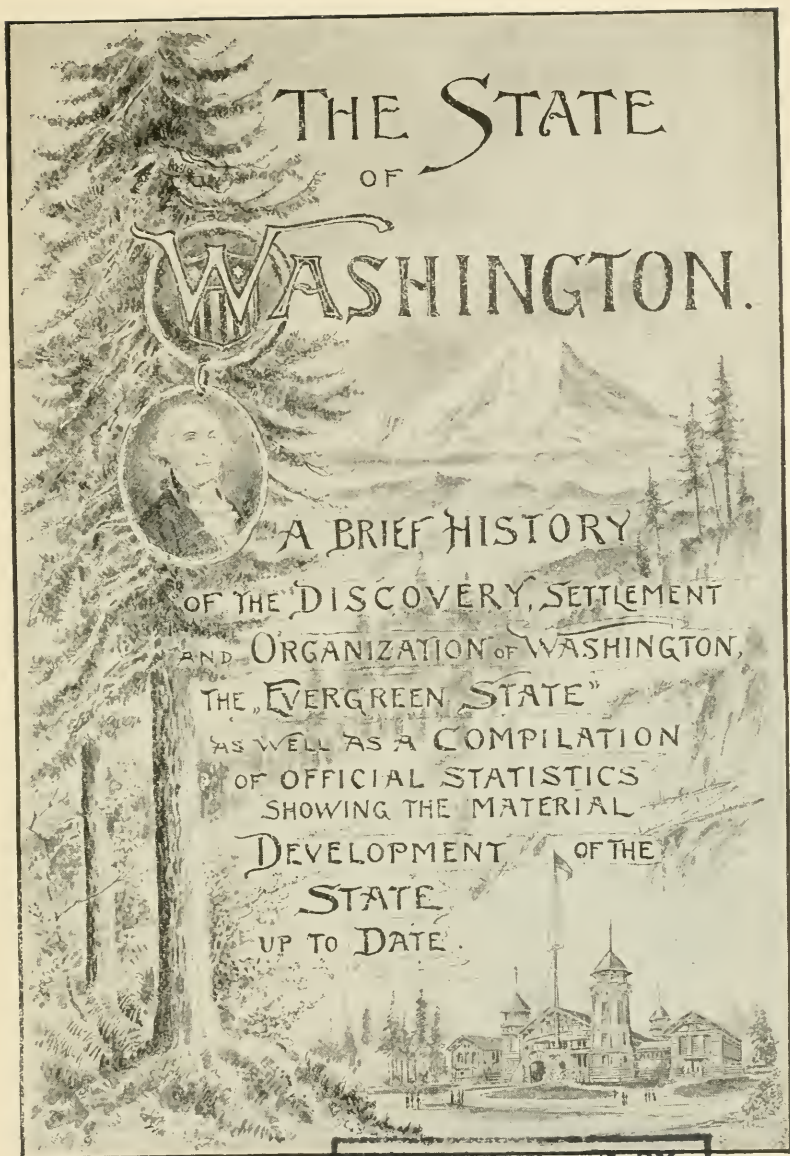 THE STATE
OF
WASHINGTON.
A BRIEF HISTORY
OF THE DISCOVERY, SETTLEMENT
AND ORGANIZATION OF WASHINGTON,
THE „EVERGREEN STATE”
AS WELL AS A COMPILATION
OF OFFICIAL STATISTICS
SHOWING THE MATERIAL
DEVELOPMENT OF THE
STATE
UP TO DATE.